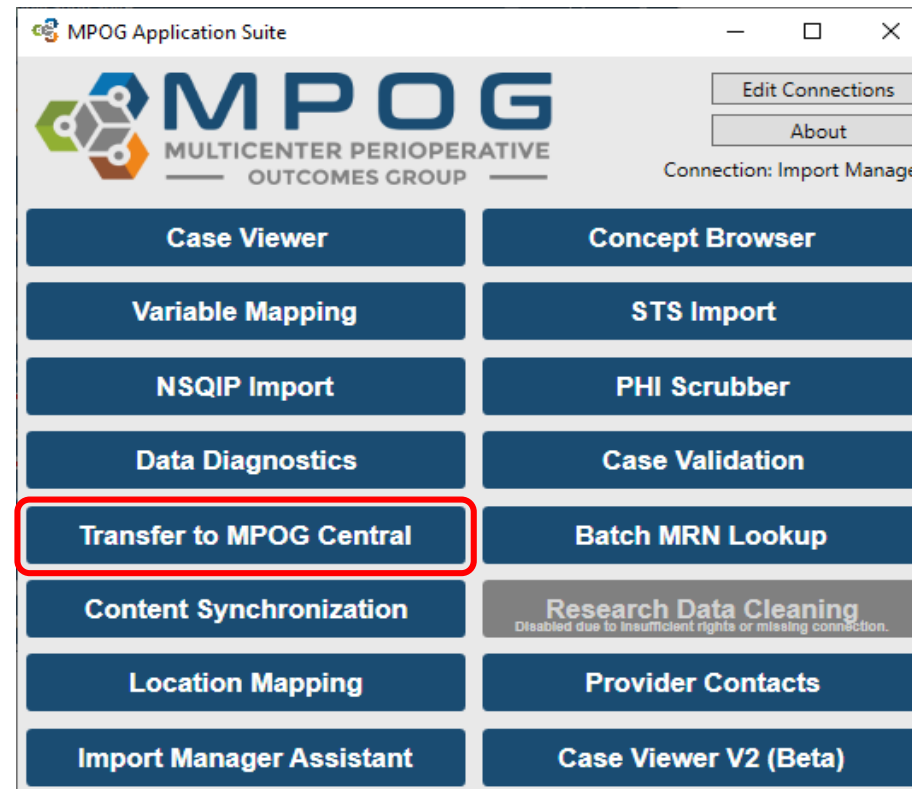 MPOG Application Suite
MPOG
MULTICENTER PERIOPERATIVE
OUTCOMES GROUP
Edit Connections
About
Connection: Import Manage
Case Viewer
Concept Browser
Variable Mapping
STS Import
NSQIP Import
PHI Scrubber
Data Diagnostics
Case Validation
Transfer to MPOG Central
Batch MRN Lookup
Content Synchronization
Research Data Cleaning
Disabled due to insufficient rights or missing connection.
Location Mapping
Provider Contacts
Import Manager Assistant
Case Viewer V2 (Beta)